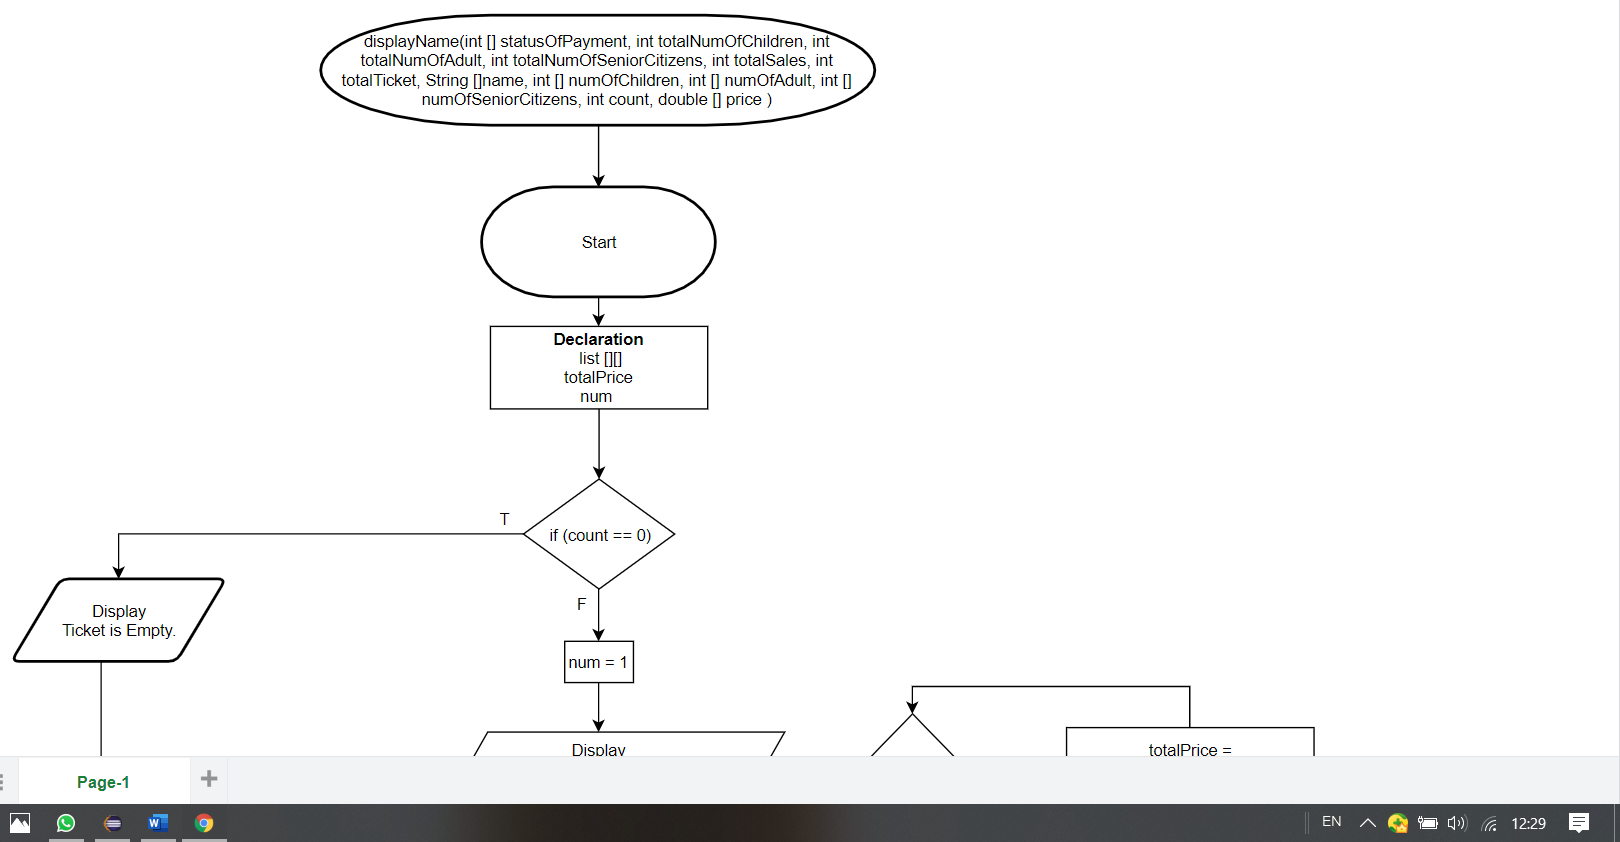 displayName(int [] statusOfPayment, int totalNumOfChildren, int
totalNumOfAdult, int totalNumOfSeniorCitizens, int totalSales, int
totalTicket, String []name, int [] numOfChildren, int [] numOfAdult, int []
numOfSeniorCitizens, int count, double [] price )
Start
Declaration
list [][]
totalPrice
num
T
if (count == 0)
F
Display
Ticket is Empty.
num = 1
Display
totalPrice =
Page-1
EN
12:29